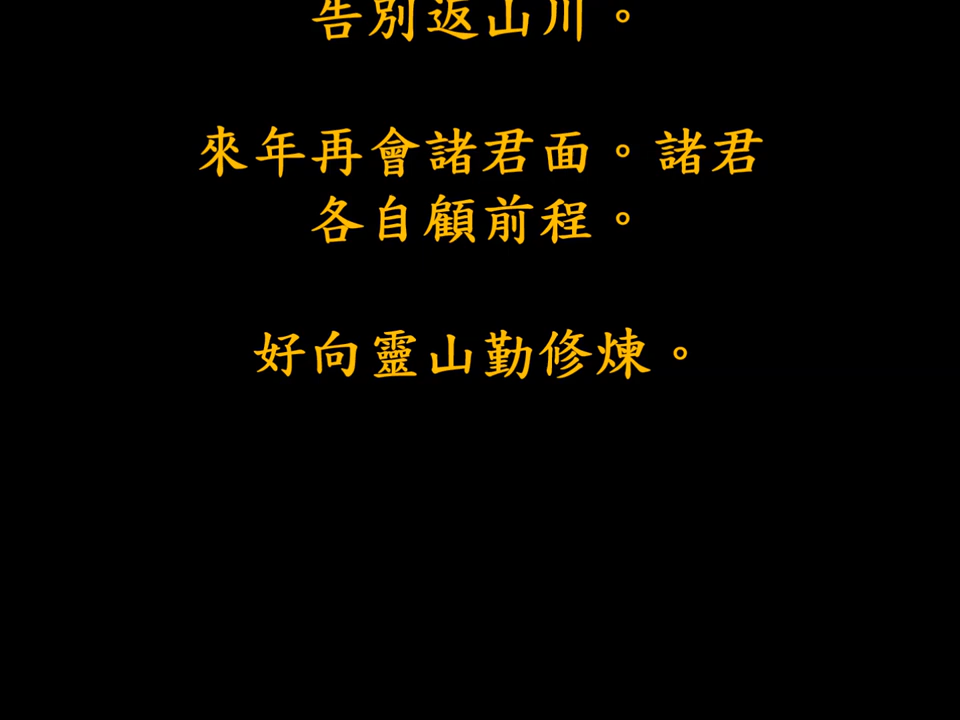 告別返山川。
來年再會諸君面。諸君
各自顧前程。
好向靈山勤修煉。